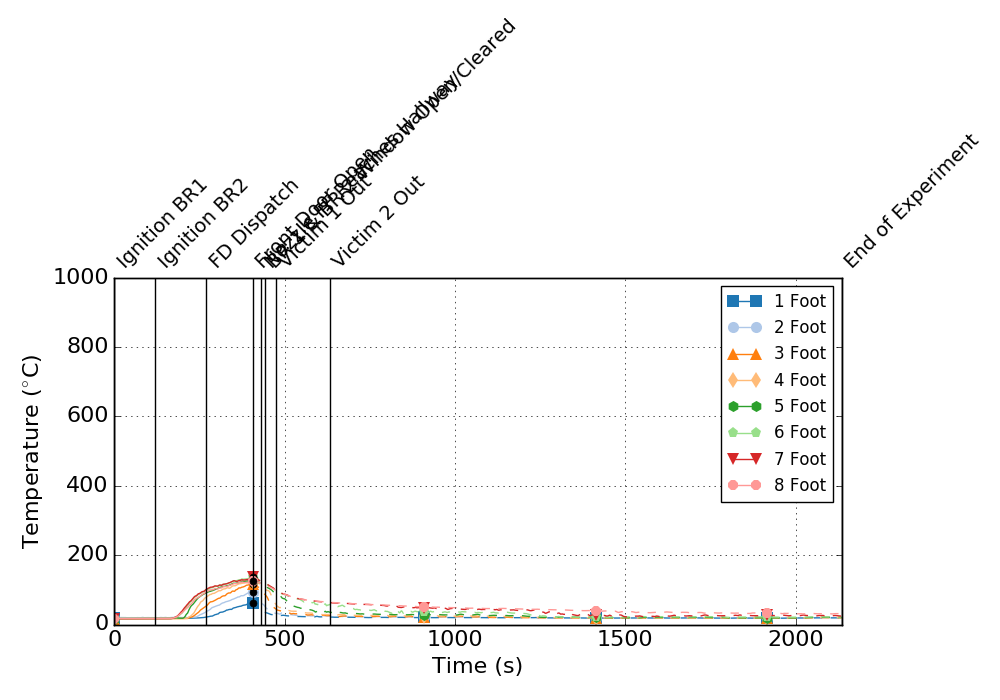 Ignition BR1
Ignition BR2
FD Dispatch
Front Door Open
Victim 1 Out
Victim 2 Out
End of Experiment
1000
800
600
400
200
0
0
500
1000
1500
2000
Temperature (°C)
Time (s)
1 Foot
2 Foot
3 Foot
4 Foot
5 Foot
6 Foot
7 Foot
8 Foot